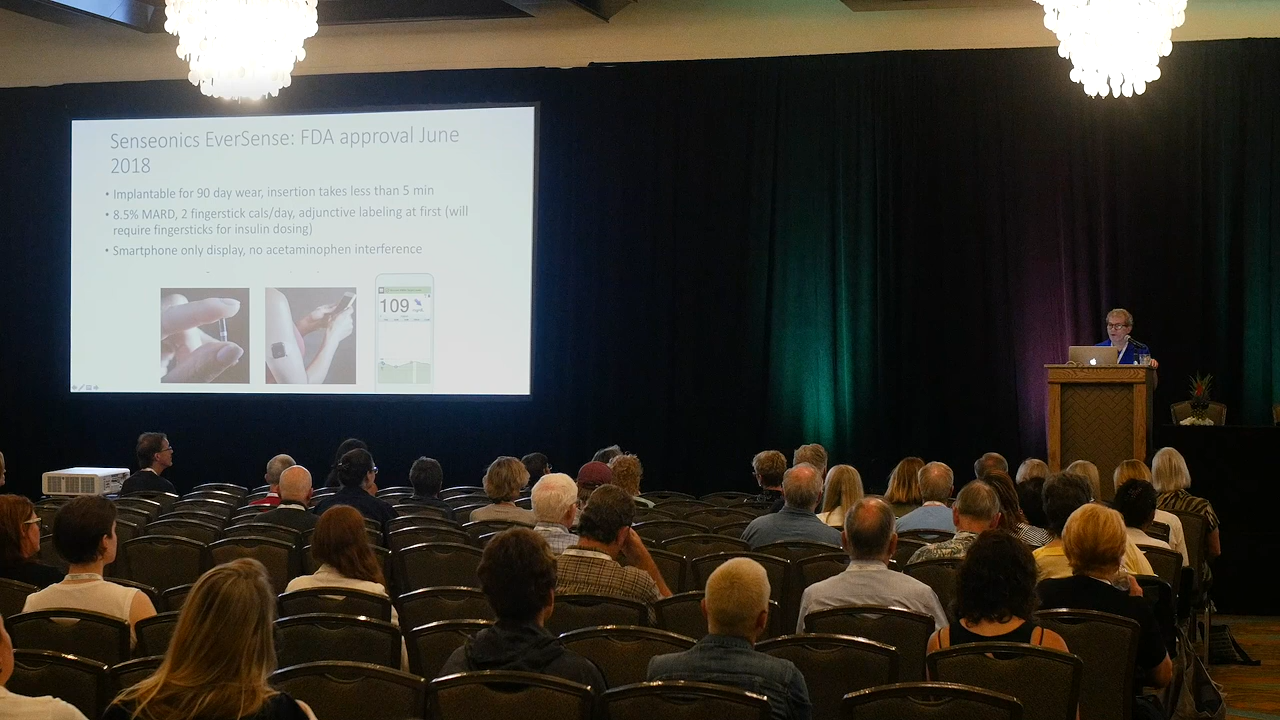 Senseonics EverSense: FDA approval June
2018
• Implantable for 90 day wear, insertion takes less than 5 min
• 8.5% MARD, 2 fingerstick cals/day, adjunctive labeling at first (will
require fingersticks for insulin dosing)
• Smartphone only display, no acetaminophen interference
109